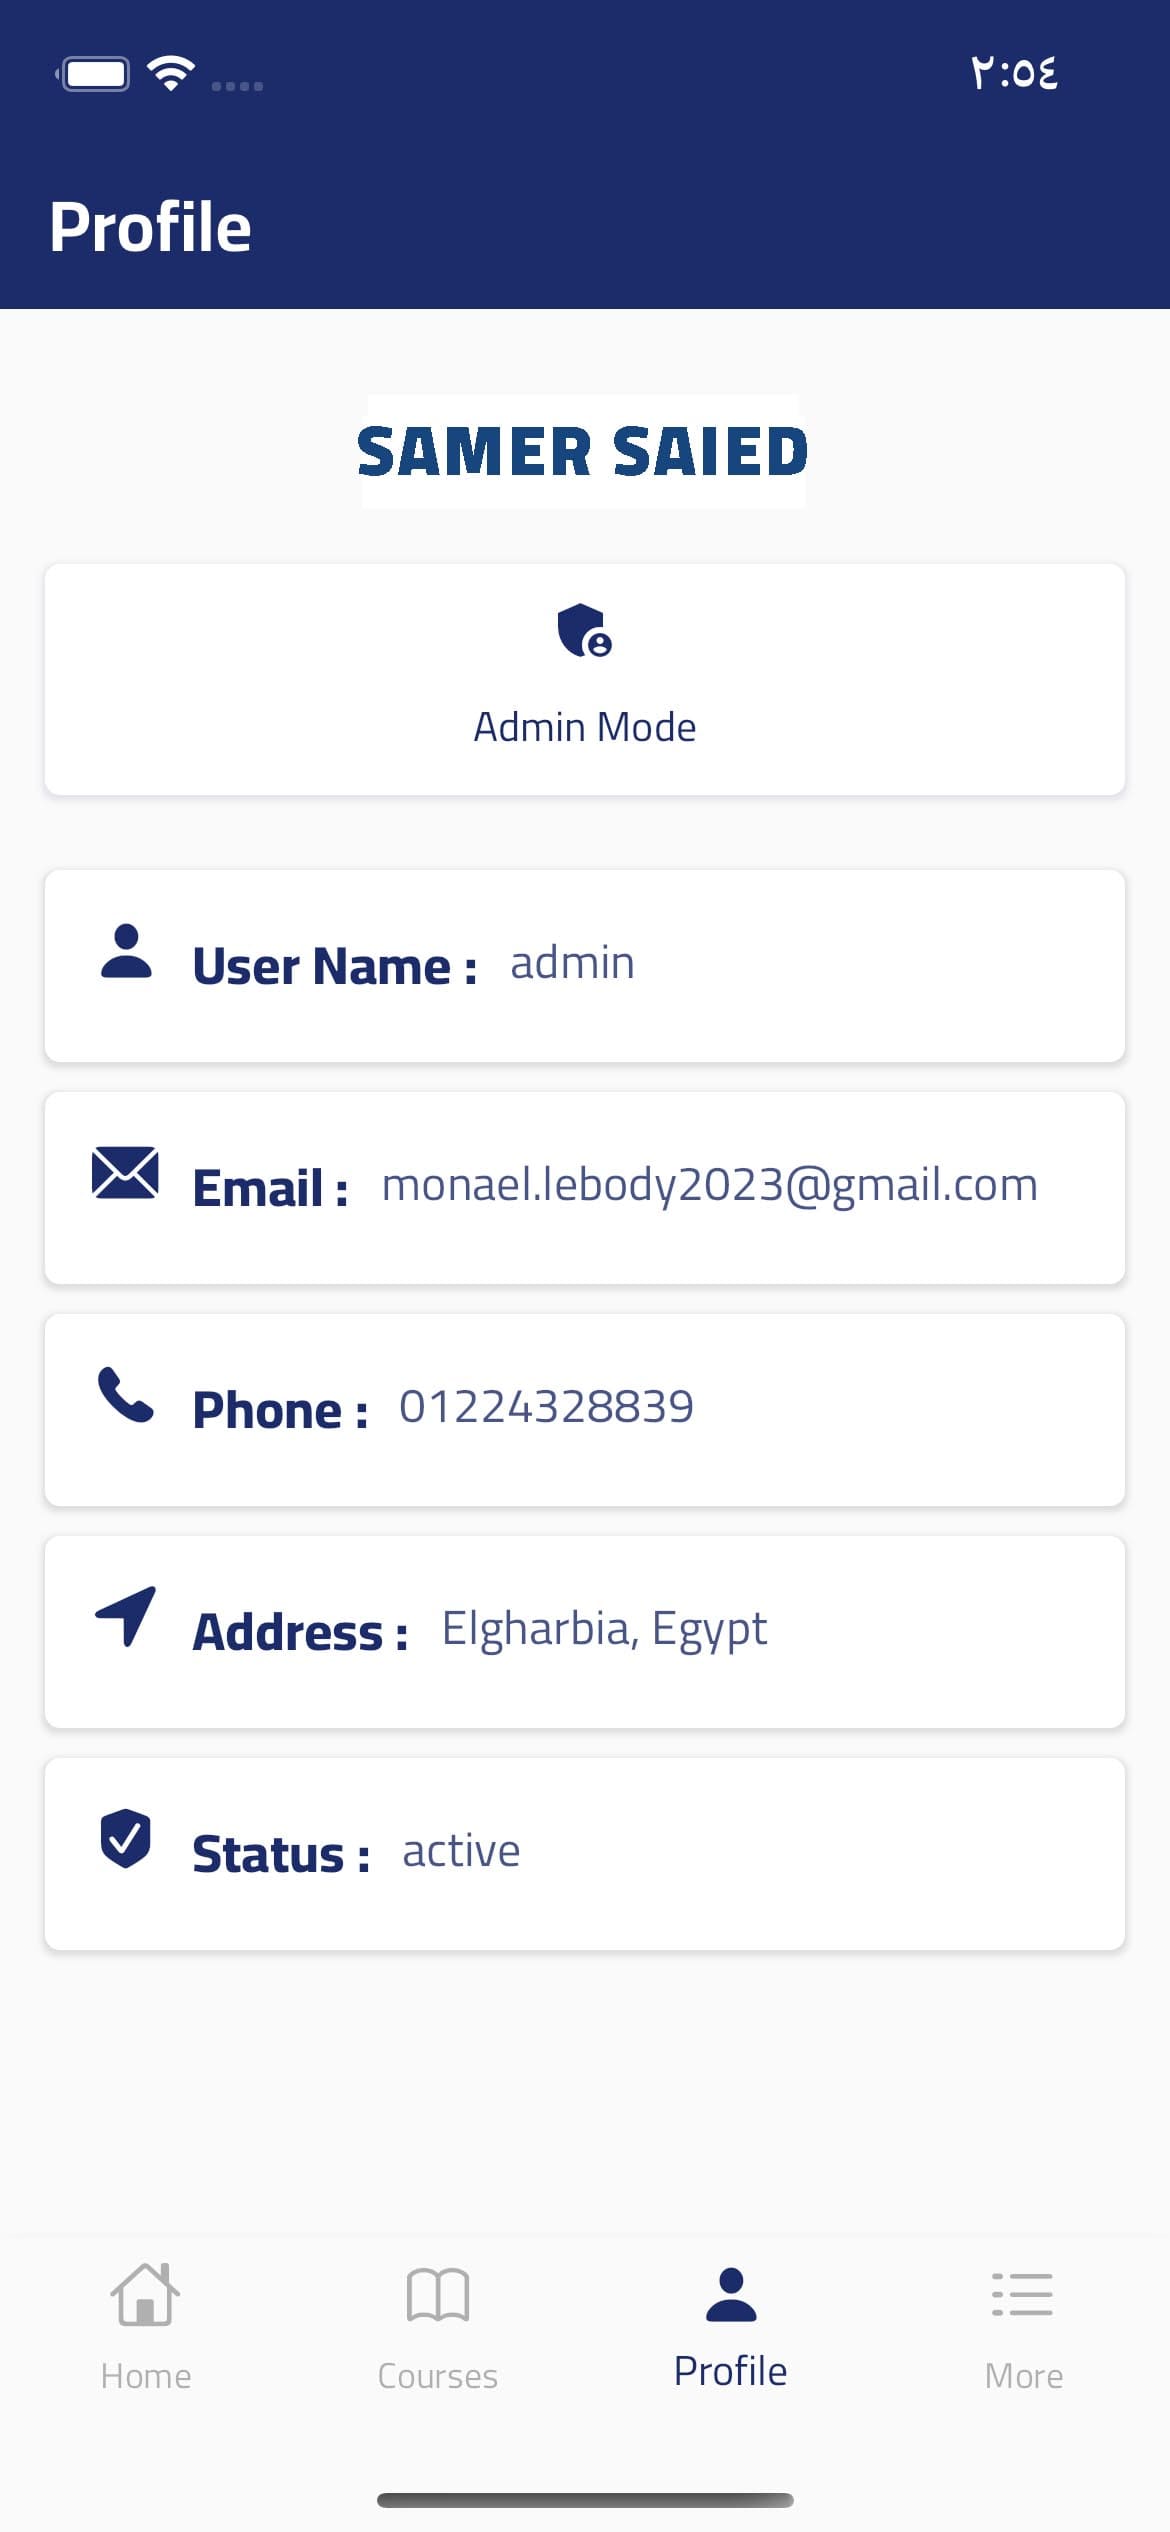 ٢:٥٤
Profile
SAMER SAIED
Admin Mode
User Name : admin
Email : monael.lebody2023@gmail.com
Phone : 01224328839
Address : Elgharbia, Egypt
Status : active
Home Courses Profile More